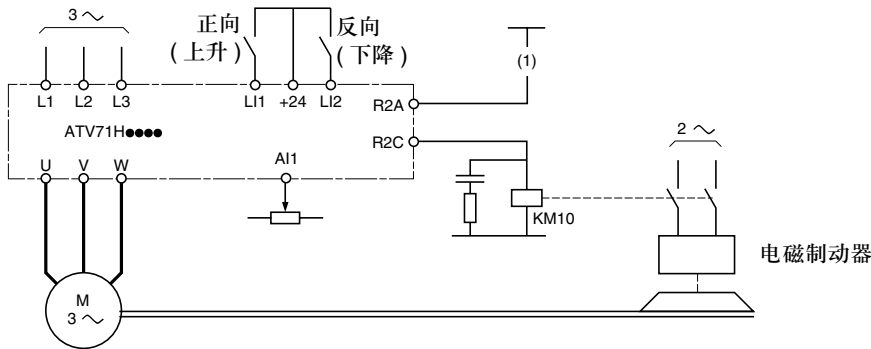 3 ～
正向
(上升)
反向
(下降)
(1)
L1 L2 L3 LI1 +24 LI2
R2A
ATV71H●●●●
2 ～
R2C
U V W AI1
KM10
电磁制动器
M
3 ～